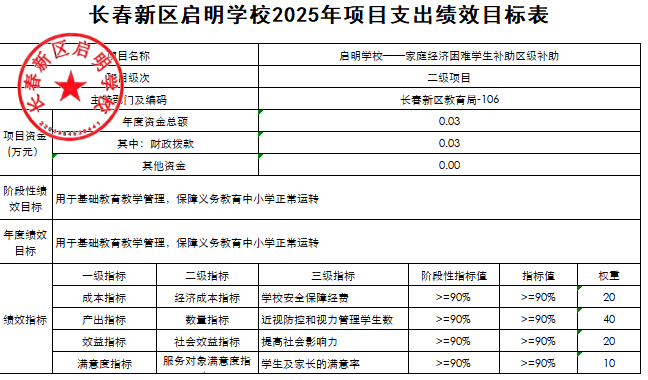 长春新区启明学校2025年项目支出绩效目标表
项目名称 启明学校——家庭经济困难学生补助区级补助
项目级次 二级项目
主管部门及编码 长春新区教育局-106
项目资金(万元) 年度资金总额 0.03
其中：财政拨款 0.03
其他资金 0.00
阶段性绩效目标 用于基础教育教学管理，保障义务教育中小学正常运转
年度绩效目标 用于基础教育教学管理，保障义务教育中小学正常运转
绩效指标 一级指标 二级指标 三级指标 阶段性指标值 指标值 权重
成本指标 经济成本指标 学校安全保障经费 >=90% >=90% 20
产出指标 数量指标 近视防控和视力管理学生数 >=90% >=90% 40
效益指标 社会效益指标 提高社会影响力 >=90% >=90% 20
满意度指标 服务对象满意度指 学生及家长的满意率 >=90% >=90% 10
长春新区启明学校